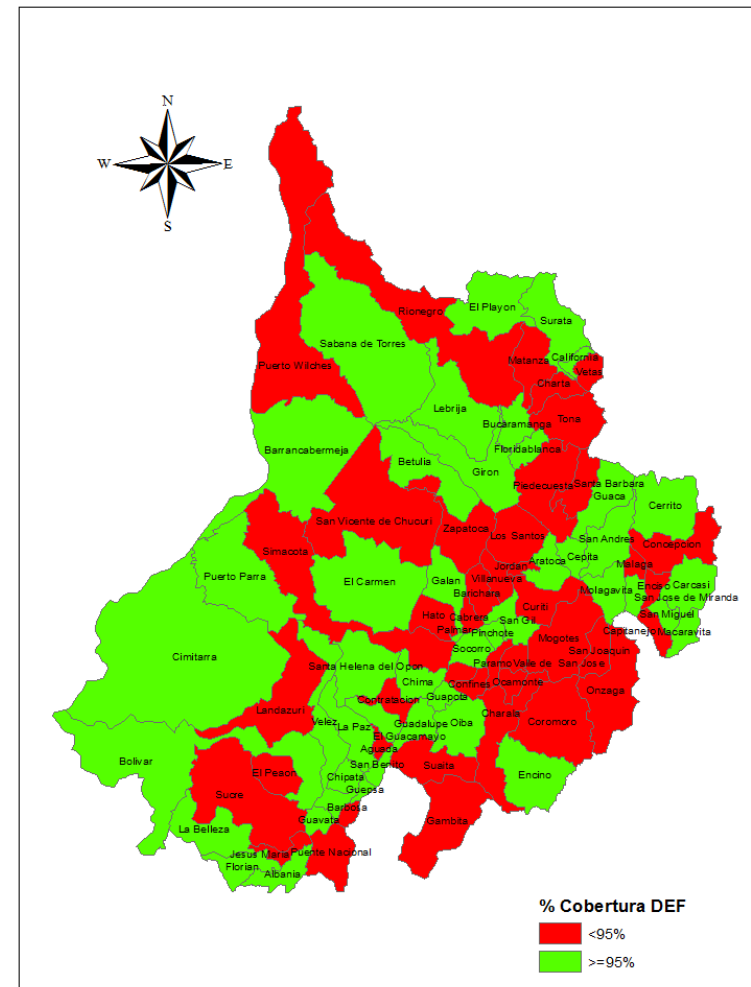 N
W E
S
El Playon
Rionegro
Surata
Sabana de Torres
California
Matanza
Vetas
Puerto Wilches
Charta
Lebrija
Tona
Bucaramanga
Floridablanca
Barrancabermeja
Betulia
Giron
Piedecuesta
Santa Barbara
Guaca
Cerrito
San Vicente de Chucuri
Zapatoca
Los Santos
San Andres
Concepcion
Simacota
Aratoca
Cepita
Malaga
Jordan
Puerto Parra
El Carmen
Galan
Villanueva
Enciso
Carcasi
Barichara
Molagavita
San Jose de Miranda
Curiti
Hato
Cabrera
San Gil
San Miguel
Palmar
Pinchote
Mogotes
Capitanejo
Macaravita
Socorro
San Joaquin
Cimitarra
Santa Helena del Opon
Paramo
Valle de San Jose
Chima
Confines
Ocamonte
Onzaga
Contratacion
Guapota
Landazuri
Charala
Velez
La Paz
Guadalupe
Oiba
Coromoro
El Guacamayo
Aguada
Bolivar
San Benito
Suaita
El Peñon
Chipata
Encino
Guepsa
Sucre
Barbosa
Guavata
Gambita
La Belleza
Jesus Maria
Puente Nacional
Florian
Albania
% Cobertura DEF
<95%
>=95%